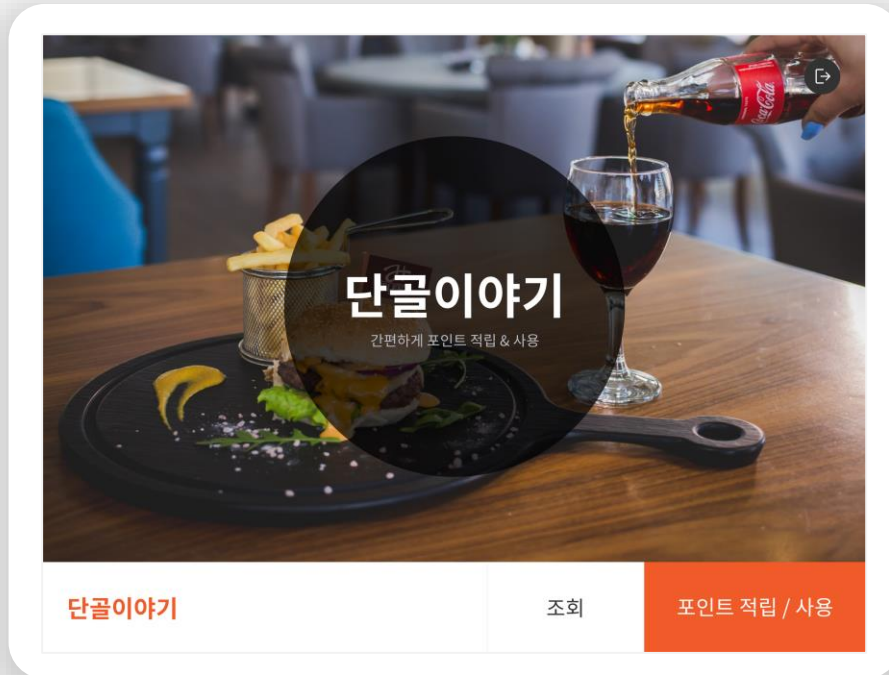 Coca-Cola
단골이야기
간편하게 포인트 적립 & 사용
단골이야기
조회
포인트 적립 / 사용